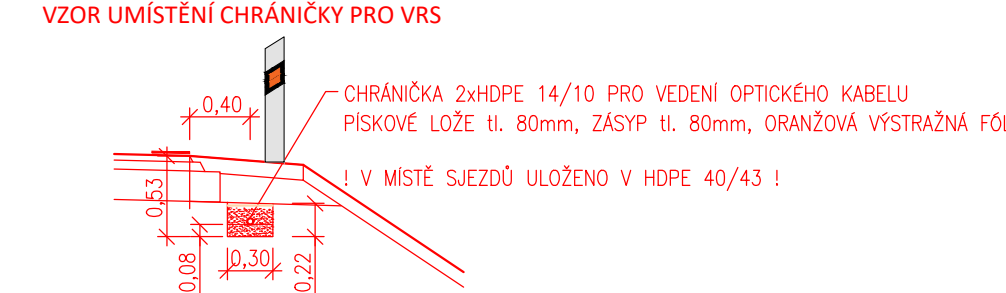 VZOR UMÍSTĚNÍ CHRÁNIČKY PRO VRS
0,40
CHRÁNIČKA 2xHDPE 14/10 PRO VEDENÍ OPTICKÉHO KABELU
PÍSKOVÉ LOŽE tl. 80mm, ZÁSYP tl. 80mm, ORANŽOVÁ VÝSTRAŽNÁ FÓL
! V MÍSTĚ SJEZDŮ ULOŽENO V HDPE 40/43 !
0,53
0,08
0,30
0,22